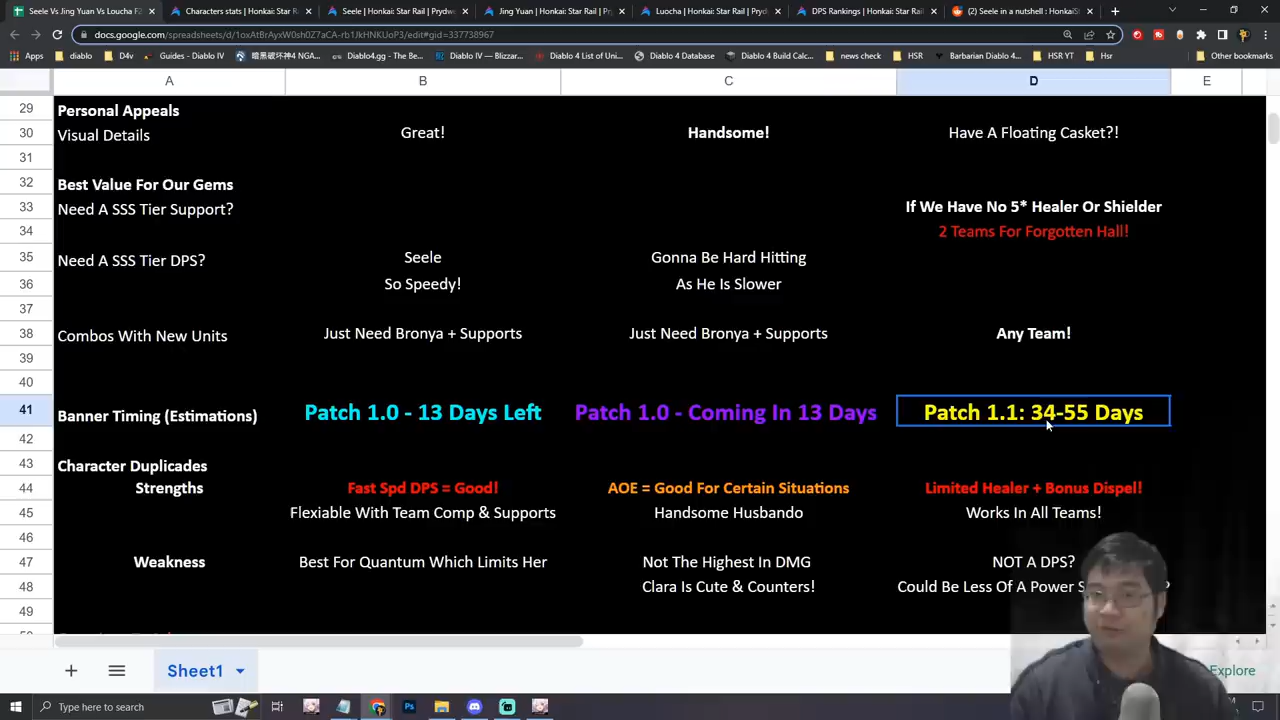 Seele Vs Jing Yuan Vs Loucha F
Characters stats | Honkai: Star R
Seele | Honkai: Star Rail | Prydwe
Jing Yuan | Honkai: Star Rail | Pr
Luocha | Honkai: Star Rail | Pryd
DPS Rankings | Honkai: Star Rail
(2) Seele in a nutshell : HonkaiSt
docs.google.com/spreadsheets/d/1oxAtBrAyxW0sh0Z7aCA-rb1JkHNKUoP3/edit#gid=337738967
Apps
diablo
D4v
Guides - Diablo IV
暗黑破坏神4 NGA...
Diablo4.gg - The Be...
Diablo IV — Blizzar...
Diablo 4 List of Uni...
Diablo 4 Database
Diablo 4 Build Calc...
news check
HSR
HSR YT
Barbarian Diablo 4...
Hsr
Other bookmarks
A B C D E
29 Personal Appeals
30 Visual Details Great! Handsome! Have A Floating Casket?!
31
32 Best Value For Our Gems
33 Need A SSS Tier Support? If We Have No 5* Healer Or Shielder
34 2 Teams For Forgotten Hall!
35 Need A SSS Tier DPS? Seele Gonna Be Hard Hitting
36 So Speedy! As He Is Slower
37
38 Combos With New Units Just Need Bronya + Supports Just Need Bronya + Supports Any Team!
39
40
41 Banner Timing (Estimations) Patch 1.0 - 13 Days Left Patch 1.0 - Coming In 13 Days Patch 1.1: 34-55 Days
42
43 Character Duplicades
44 Strengths Fast Spd DPS = Good! AOE = Good For Certain Situations Limited Healer + Bonus Dispel!
45 Flexiable With Team Comp & Supports Handsome Husbando Works In All Teams!
46
47 Weakness Best For Quantum Which Limits Her Not The Highest In DMG NOT A DPS?
48 Clara Is Cute & Counters! Could Be Less Of A Power S
49
Sheet1
Explore
Type here to search